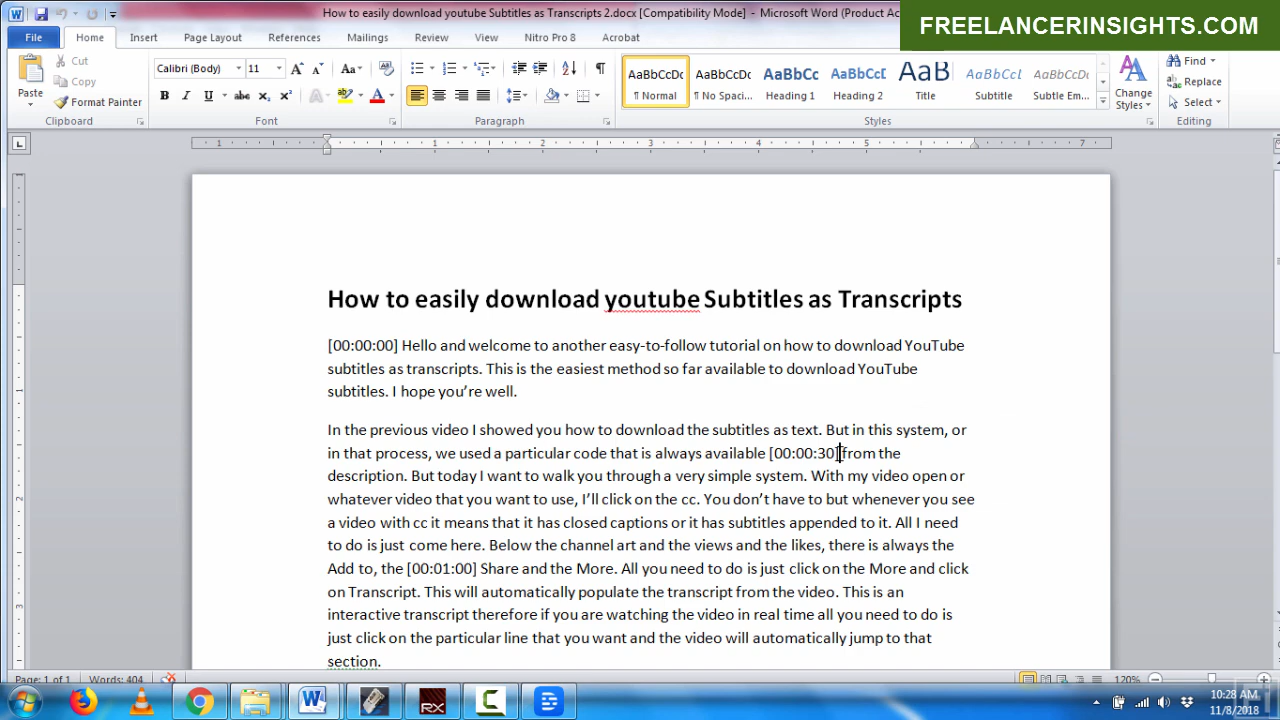 How to easily download youtube Subtitles as Transcripts 2.docx [Compatibility Mode] - Microsoft Word (Product Ac
FREELANCERINSIGHTS.COM
File Home Insert Page Layout References Mailings Review View Nitro Pro 8 Acrobat
Paste
Cut
Copy
Format Painter
Clipboard
Calibri (Body) 11
Font
Paragraph
AaBbCcDc AaBbCcDc AaBbCc AaBbCcI AaB AaBbCcl AaBbCcDc
¶ Normal ¶ No Spaci... Heading 1 Heading 2 Title Subtitle Subtle Em...
Change Styles
Styles
Find
Replace
Select
Editing
How to easily download youtube Subtitles as Transcripts
[00:00:00] Hello and welcome to another easy-to-follow tutorial on how to download YouTube
subtitles as transcripts. This is the easiest method so far available to download YouTube
subtitles. I hope you’re well.
In the previous video I showed you how to download the subtitles as text. But in this system, or
in that process, we used a particular code that is always available [00:00:30] from the
description. But today I want to walk you through a very simple system. With my video open or
whatever video that you want to use, I’ll click on the cc. You don’t have to but whenever you see
a video with cc it means that it has closed captions or it has subtitles appended to it. All I need
to do is just come here. Below the channel art and the views and the likes, there is always the
Add to, the [00:01:00] Share and the More. All you need to do is just click on the More and click
on Transcript. This will automatically populate the transcript from the video. This is an
interactive transcript therefore if you are watching the video in real time all you need to do is
just click on the particular line that you want and the video will automatically jump to that
section.
Page: 1 of 1 Words: 404 120%
10:28 AM
11/8/2018